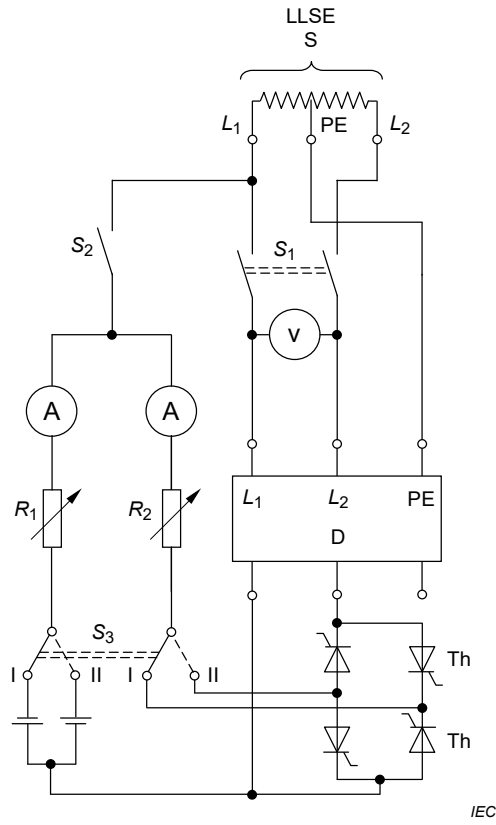 LLSE
S
L1 PE L2
S2 S1
V
A A
R1 R2 L1 L2 PE
D
S3
I II I II Th
Th
IEC